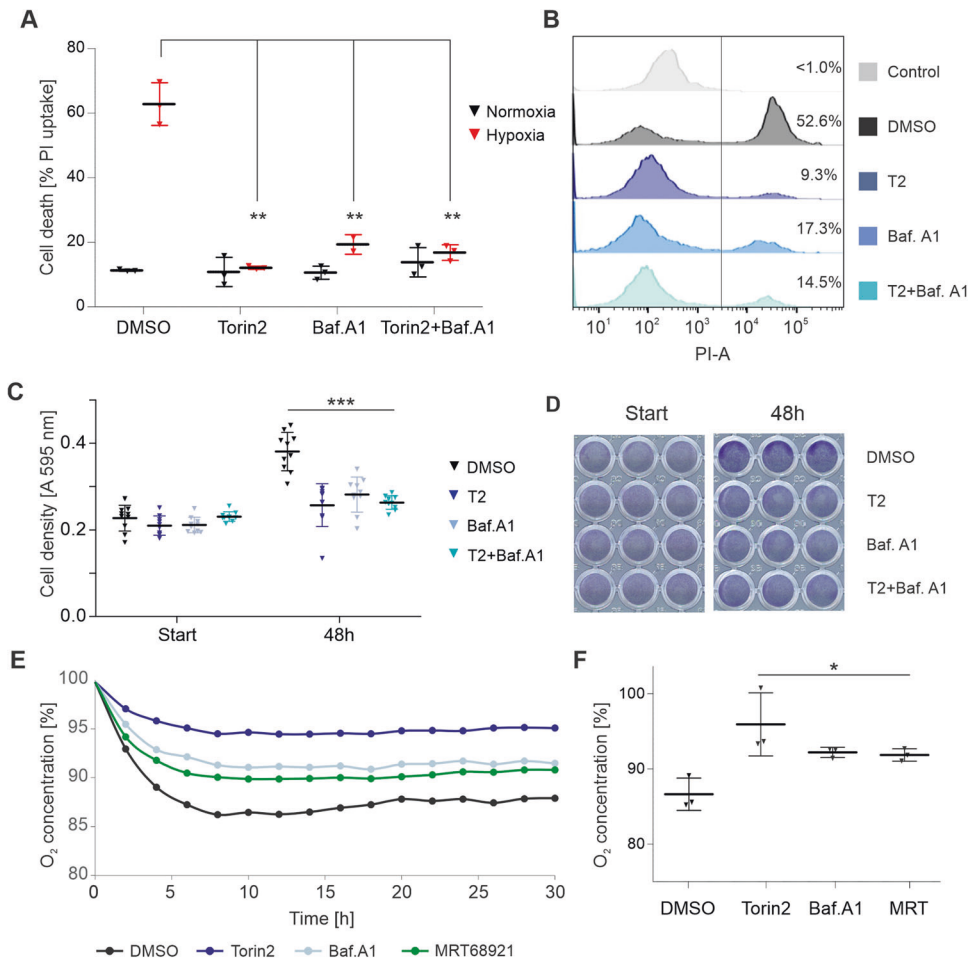 A
Cell death [% PI uptake]
80
60
40
20
0
**
**
**
Normoxia
Hypoxia
DMSO
Torin2
Baf.A1
Torin2+Baf.A1
B
<1.0%
52.6%
9.3%
17.3%
14.5%
10¹
10²
10³
10⁴
10⁵
PI-A
Control
DMSO
T2
Baf. A1
T2+Baf. A1
C
Cell density [A 595 nm]
0.4
0.2
0.0
***
DMSO
T2
Baf.A1
T2+Baf.A1
Start
48h
D
Start
48h
DMSO
T2
Baf. A1
T2+Baf. A1
E
O₂ concentration [%]
100
95
90
85
80
0
5
10
15
20
25
30
Time [h]
DMSO
Torin2
Baf.A1
MRT68921
F
O₂ concentration [%]
100
90
80
*
DMSO
Torin2
Baf.A1
MRT